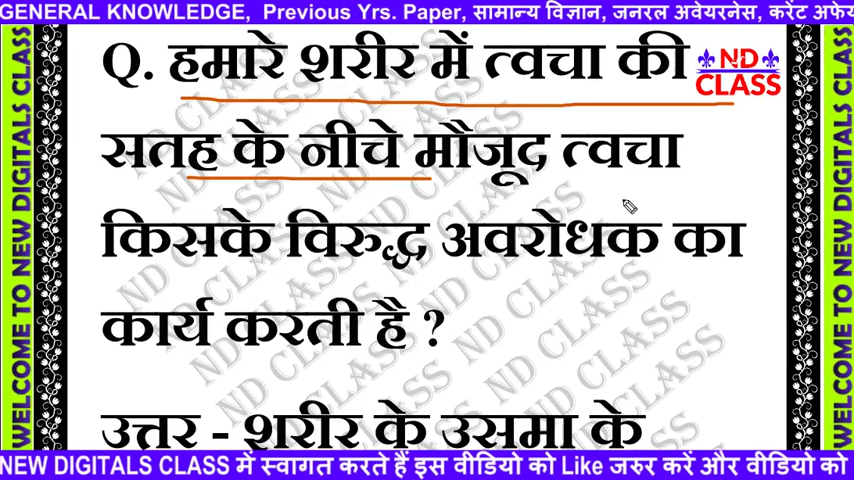 GENERAL KNOWLEDGE, Previous Yrs. Paper, सामान्य विज्ञान, जनरल अवेयरनेस, करेंट अफेय
Q. हमारे शरीर में त्वचा की
ND
CLASS
सतह के नीचे मौजूद त्वचा
किसके विरुद्ध अवरोधक का
कार्य करती है ?
उत्तर - शरीर के उसमा के
WELCOME TO NEW DIGITALS CLASS
WELCOME TO NEW DIGITALS CLASS
NEW DIGITALS CLASS में स्वागत करते हैं इस वीडियो को Like जरुर करें और वीडियो को